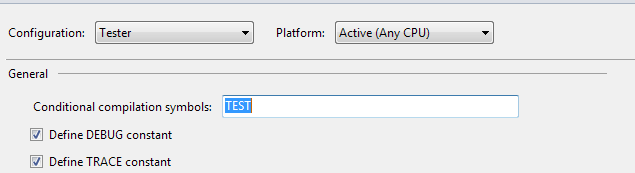 Configuration: Tester Platform: Active (Any CPU)
General
Conditional compilation symbols: TEST
Define DEBUG constant
Define TRACE constant